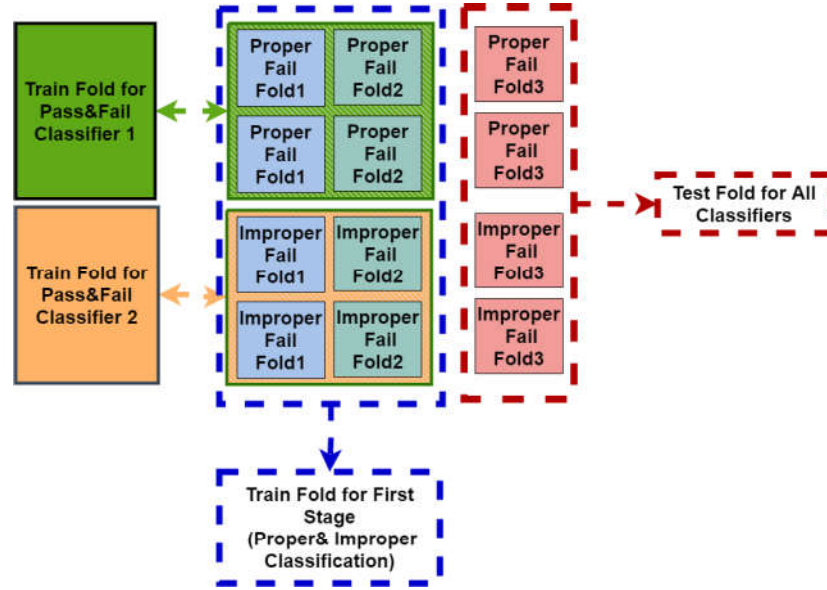 Train Fold for
Pass&Fail
Classifier 1
Proper
Fail
Fold1
Proper
Fail
Fold2
Proper
Fail
Fold1
Proper
Fail
Fold2
Proper
Fail
Fold3
Proper
Fail
Fold3
Train Fold for
Pass&Fail
Classifier 2
Improper
Fail
Fold1
Improper
Fail
Fold2
Improper
Fail
Fold1
Improper
Fail
Fold2
Improper
Fail
Fold3
Improper
Fail
Fold3
Test Fold for All
Classifiers
Train Fold for First
Stage
(Proper& Improper
Classification)